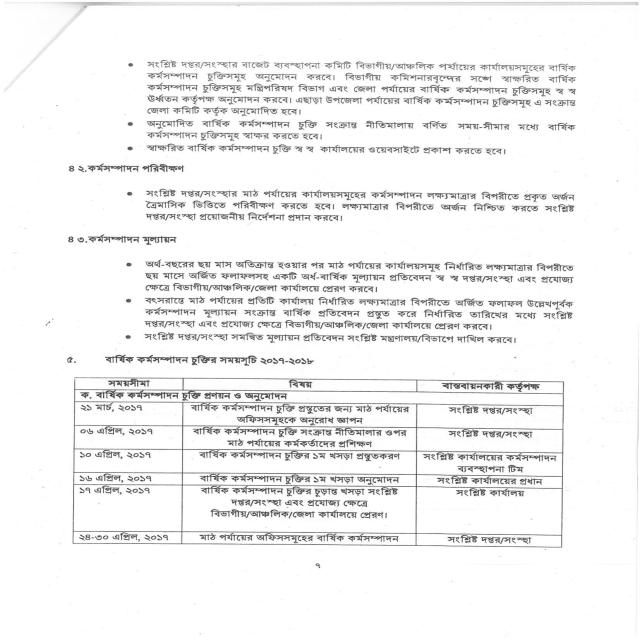 সংশ্লিষ্ট দপ্তর/সংস্থার বাজেট ব্যবস্থাপনা কমিটি বিভাগীয়/আঞ্চলিক পর্যায়ের কার্যালয়সমূহের বার্ষিক
কর্মসম্পাদন চুক্তিসমূহ অনুমোদন করবে। বিভাগীয় কমিশনারবৃন্দের সঙ্গে স্বাক্ষরিত বার্ষিক
কর্মসম্পাদন চুক্তিসমূহ মন্ত্রিপরিষদ বিভাগ এবং জেলা পর্যায়ের বার্ষিক কর্মসম্পাদন চুক্তিসমূহ স্ব স্ব
ঊর্ধ্বতন কর্তৃপক্ষ অনুমোদন করবে। এছাড়া উপজেলা পর্যায়ের বার্ষিক কর্মসম্পাদন চুক্তিসমূহ এ সংক্রান্ত
জেলা কমিটি কর্তৃক অনুমোদিত হবে।
অনুমোদিত বার্ষিক কর্মসম্পাদন চুক্তি সংক্রান্ত নীতিমালায় বর্ণিত সময়-সীমার মধ্যে বার্ষিক
কর্মসম্পাদন চুক্তিসমূহ স্বাক্ষর করতে হবে।
স্বাক্ষরিত বার্ষিক কর্মসম্পাদন চুক্তি স্ব স্ব কার্যালয়ের ওয়েবসাইটে প্রকাশ করতে হবে।
৪ ২.কর্মসম্পাদন পরিবীক্ষণ
সংশ্লিষ্ট দপ্তর/সংস্থার মাঠ পর্যায়ের কার্যালয়সমূহের কর্মসম্পাদন লক্ষ্যমাত্রার বিপরীতে প্রকৃত অর্জন
ত্রৈমাসিক ভিত্তিতে পরিবীক্ষণ করতে হবে। লক্ষ্যমাত্রার বিপরীতে অর্জন নিশ্চিত করতে সংশ্লিষ্ট
দপ্তর/সংস্থা প্রয়োজনীয় নির্দেশনা প্রদান করবে।
৪ ৩.কর্মসম্পাদন মূল্যায়ন
অর্থ-বছরের ছয় মাস অতিক্রান্ত হওয়ার পর মাঠ পর্যায়ের কার্যালয়সমূহ নির্ধারিত লক্ষ্যমাত্রার বিপরীতে
ছয় মাসে অর্জিত ফলাফলসহ একটি অর্ধ-বার্ষিক মূল্যায়ন প্রতিবেদন স্ব স্ব দপ্তর/সংস্থা এবং প্রযোজ্য
ক্ষেত্রে বিভাগীয়/আঞ্চলিক/জেলা কার্যালয়ে প্রেরণ করবে।
বৎসরান্তে মাঠ পর্যায়ের প্রতিটি কার্যালয় নির্ধারিত লক্ষ্যমাত্রার বিপরীতে অর্জিত ফলাফল উল্লেখপূর্বক
কর্মসম্পাদন মূল্যায়ন সংক্রান্ত বার্ষিক প্রতিবেদন প্রস্তুত করে নির্ধারিত তারিখের মধ্যে সংশ্লিষ্ট
দপ্তর/সংস্থা এবং প্রযোজ্য ক্ষেত্রে বিভাগীয়/আঞ্চলিক/জেলা কার্যালয়ে প্রেরণ করবে।
সংশ্লিষ্ট দপ্তর/সংস্থা সমন্বিত মূল্যায়ন প্রতিবেদন সংশ্লিষ্ট মন্ত্রণালয়/বিভাগে দাখিল করবে।
৫. বার্ষিক কর্মসম্পাদন চুক্তির সময়সূচি ২০১৭-২০১৮
সময়সীমা বিষয় বাস্তবায়নকারী কর্তৃপক্ষ
ক. বার্ষিক কর্মসম্পাদন চুক্তি প্রণয়ন ও অনুমোদন
২১ মার্চ, ২০১৭ বার্ষিক কর্মসম্পাদন চুক্তি প্রস্তুতের জন্য মাঠ পর্যায়ের সংশ্লিষ্ট দপ্তর/সংস্থা
অফিসসমূহকে অনুরোধ জ্ঞাপন
০৬ এপ্রিল, ২০১৭ বার্ষিক কর্মসম্পাদন চুক্তি সংক্রান্ত নীতিমালার ওপর সংশ্লিষ্ট দপ্তর/সংস্থা
মাঠ পর্যায়ের কর্মকর্তাদের প্রশিক্ষণ
১০ এপ্রিল, ২০১৭ বার্ষিক কর্মসম্পাদন চুক্তির ১ম খসড়া প্রস্তুতকরণ সংশ্লিষ্ট কার্যালয়ের কর্মসম্পাদন
ব্যবস্থাপনা টিম
১৬ এপ্রিল, ২০১৭ বার্ষিক কর্মসম্পাদন চুক্তির ১ম খসড়া অনুমোদন সংশ্লিষ্ট কার্যালয়ের প্রধান
১৭ এপ্রিল, ২০১৭ বার্ষিক কর্মসম্পাদন চুক্তির চূড়ান্ত খসড়া সংশ্লিষ্ট সংশ্লিষ্ট কার্যালয়
দপ্তর/সংস্থা এবং প্রযোজ্য ক্ষেত্রে
বিভাগীয়/আঞ্চলিক/জেলা কার্যালয়ে প্রেরণ।
২৪-৩০ এপ্রিল, ২০১৭ মাঠ পর্যায়ের অফিসসমূহের বার্ষিক কর্মসম্পাদন সংশ্লিষ্ট দপ্তর/সংস্থা
৭